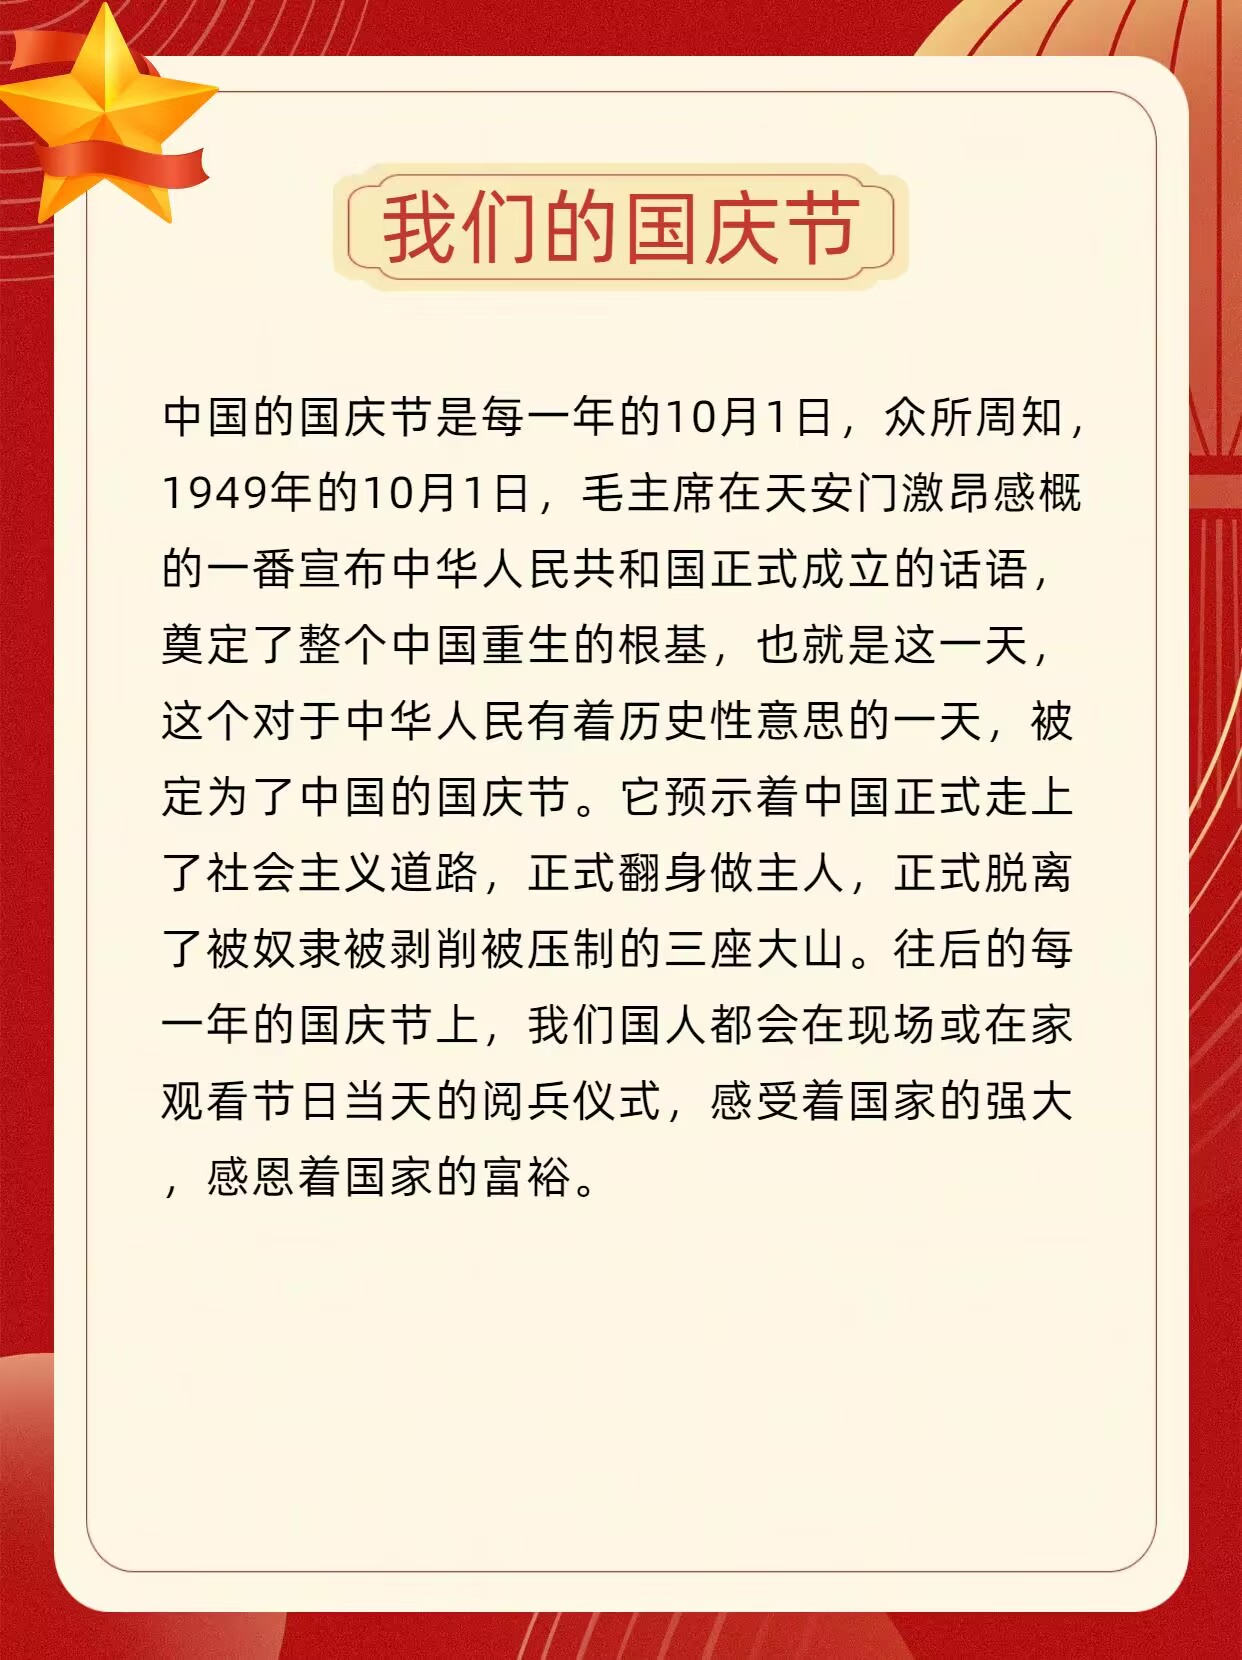 我们的国庆节
中国的国庆节是每一年的10月1日，众所周知，
1949年的10月1日，毛主席在天安门激昂感概
的一番宣布中华人民共和国正式成立的话语，
奠定了整个中国重生的根基，也就是这一天，
这个对于中华人民有着历史性意思的一天，被
定为了中国的国庆节。它预示着中国正式走上
了社会主义道路，正式翻身做主人，正式脱离
了被奴隶被剥削被压制的三座大山。往后的每
一年的国庆节上，我们国人都会在现场或在家
观看节日当天的阅兵仪式，感受着国家的强大
，感恩着国家的富裕。